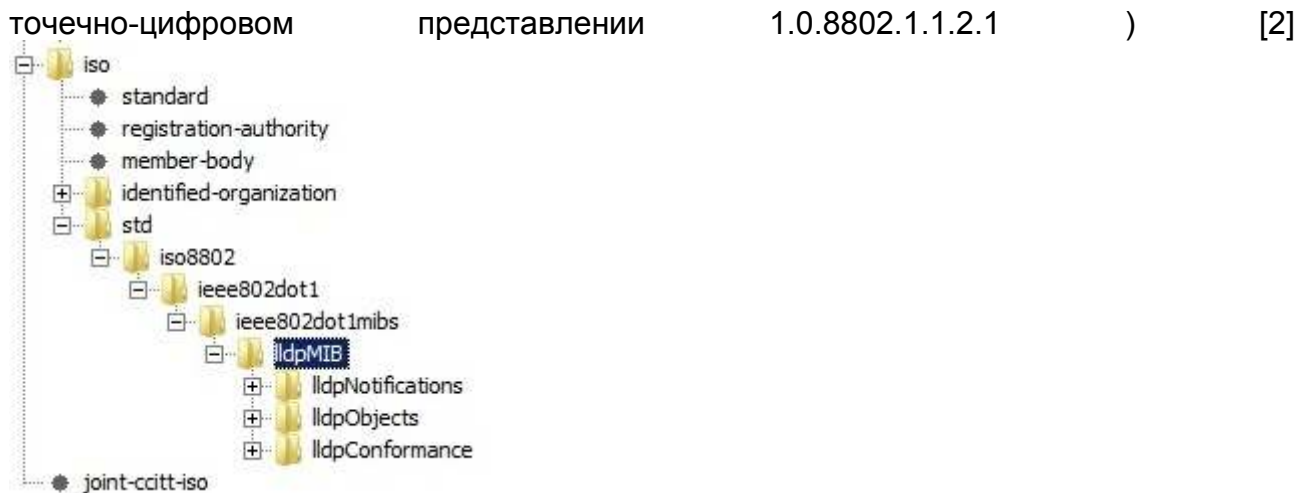 точечно-цифровом представлении 1.0.8802.1.1.2.1 ) [2]
iso
standard
registration-authority
member-body
identified-organization
std
iso8802
ieee802dot1
ieee802dot1mibs
lldpMIB
lldpNotifications
lldpObjects
lldpConformance
joint-ccitt-iso